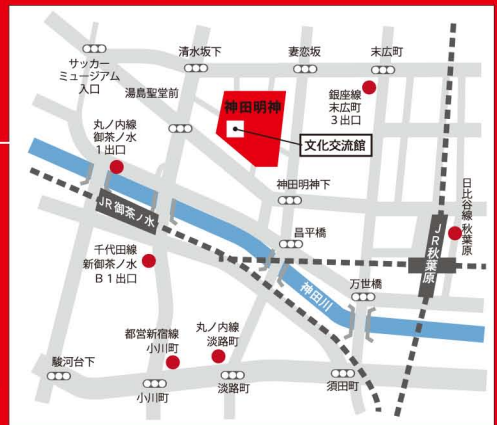 清水坂下
妻恋坂
末広町
サッカー
ミュージアム
入口
湯島聖堂前
神田明神
銀座線
末広町
3出口
文化交流館
丸ノ内線
御茶ノ水
1出口
神田明神下
日比谷線 秋葉原
JR御茶ノ水
昌平橋
JR秋葉原
千代田線
新御茶ノ水
B1出口
神田川
万世橋
都営新宿線
小川町
丸ノ内線
淡路町
駿河台下
小川町
淡路町
須田町